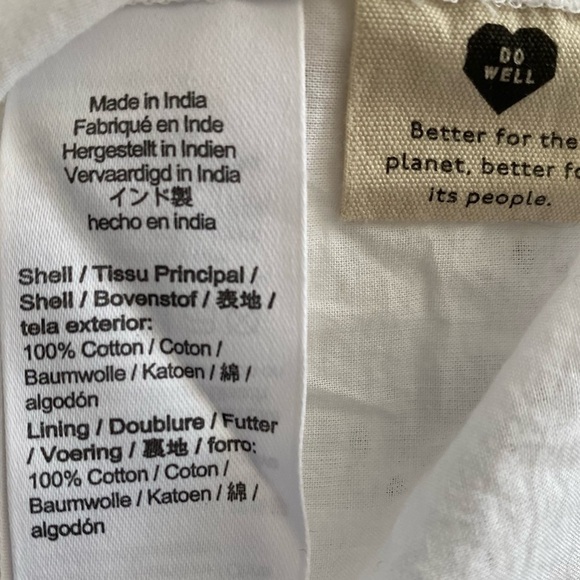 Made in India
Fabriqué en Inde
Hergestellt in Indien
Vervaardigd in India
インド製
hecho en india
Shell / Tissu Principal /
Shell / Bovenstof / 表地 /
tela exterior:
100% Cotton / Coton /
Baumwolle / Katoen / 綿 /
algodón
Lining / Doublure / Futter
/ Voering / 裏地 / forro:
100% Cotton / Coton /
Baumwolle / Katoen / 綿 /
algodón
DO
WELL
Better for the
planet, better
its people.